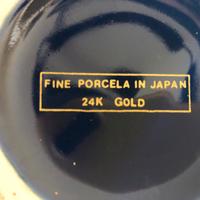 FINE PORCELA IN JAPAN
24K GOLD